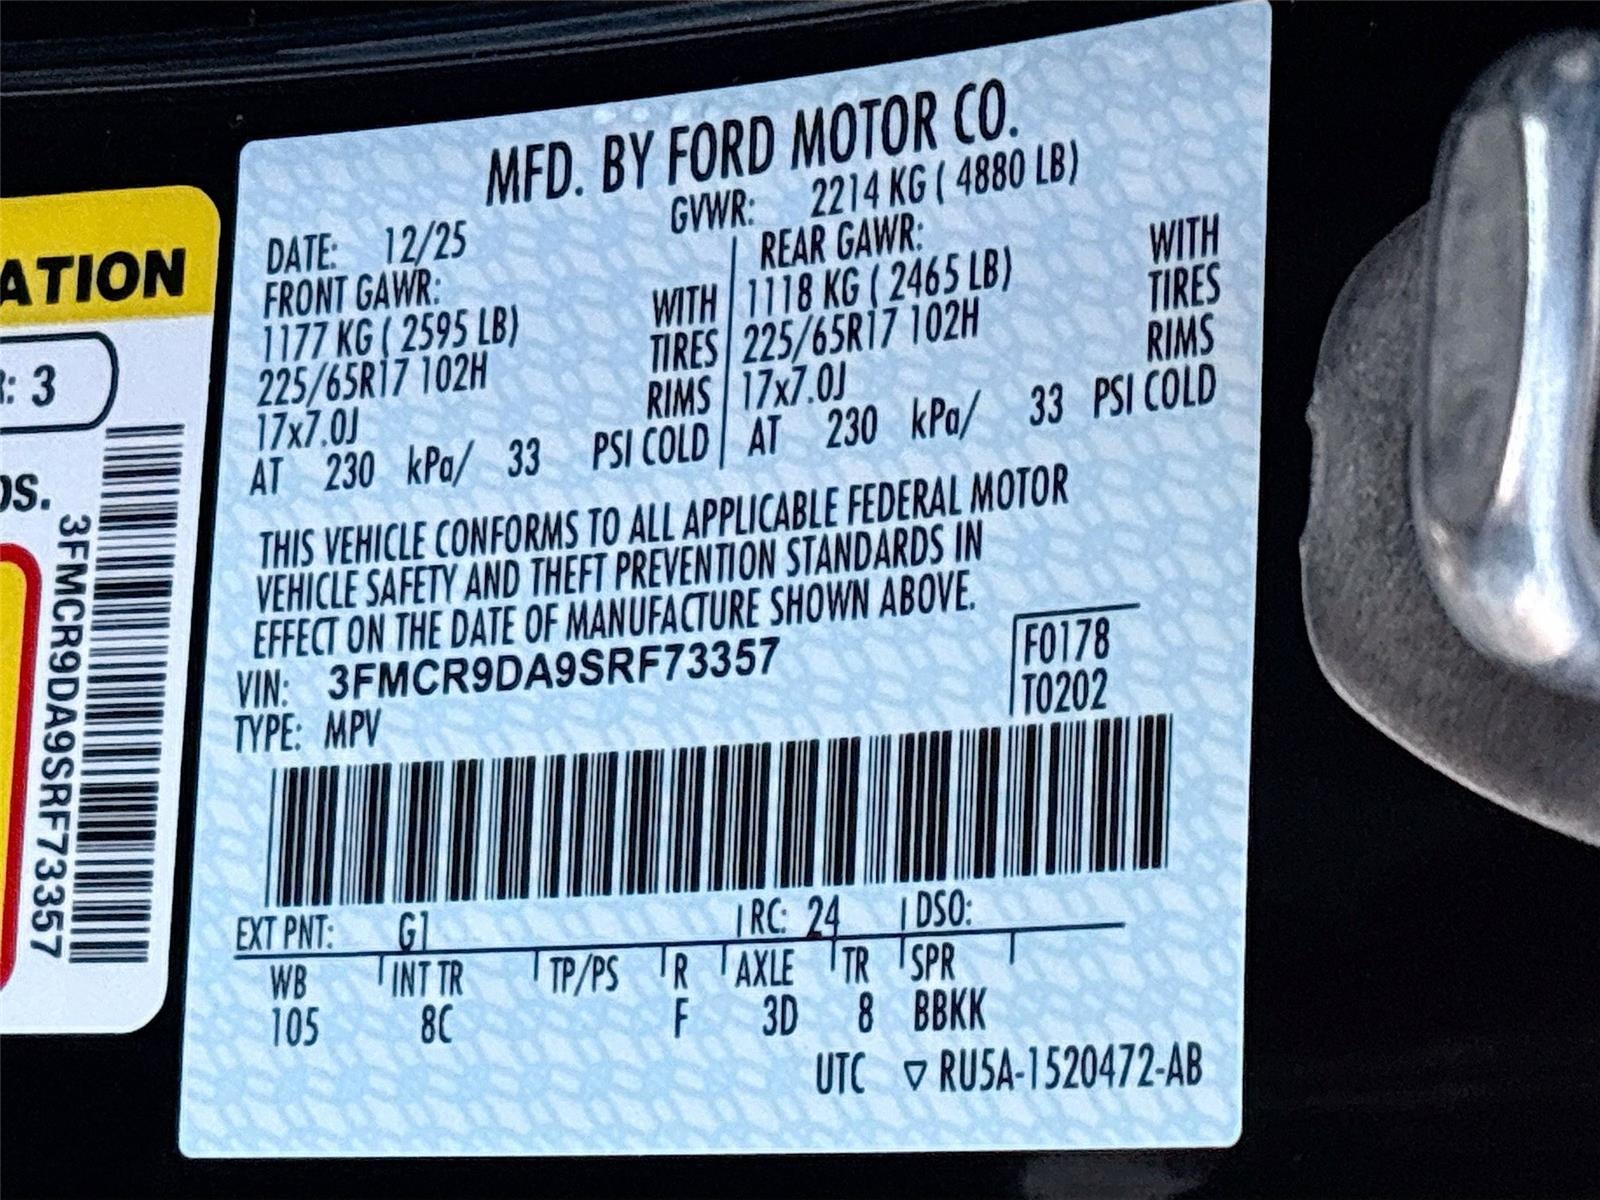 ATION
R: 3
os.
3FMCR9DA9SRF73357
MFD. BY FORD MOTOR CO.
DATE: 12/25 GVWR: 2214 KG ( 4880 LB)
FRONT GAWR: REAR GAWR:
1177 KG ( 2595 LB) WITH 1118 KG ( 2465 LB) WITH
225/65R17 102H TIRES 225/65R17 102H TIRES
17x7.0J RIMS 17x7.0J RIMS
AT 230 kPa/ 33 PSI COLD AT 230 kPa/ 33 PSI COLD
THIS VEHICLE CONFORMS TO ALL APPLICABLE FEDERAL MOTOR
VEHICLE SAFETY AND THEFT PREVENTION STANDARDS IN
EFFECT ON THE DATE OF MANUFACTURE SHOWN ABOVE.
VIN: 3FMCR9DA9SRF73357 F0178
TYPE: MPV T0202
EXT PNT: G1 RC: 24 DSO:
WB INT TR TP/PS R AXLE TR SPR
105 8C F 3D 8 BBKK
UTC ▽ RU5A-1520472-AB